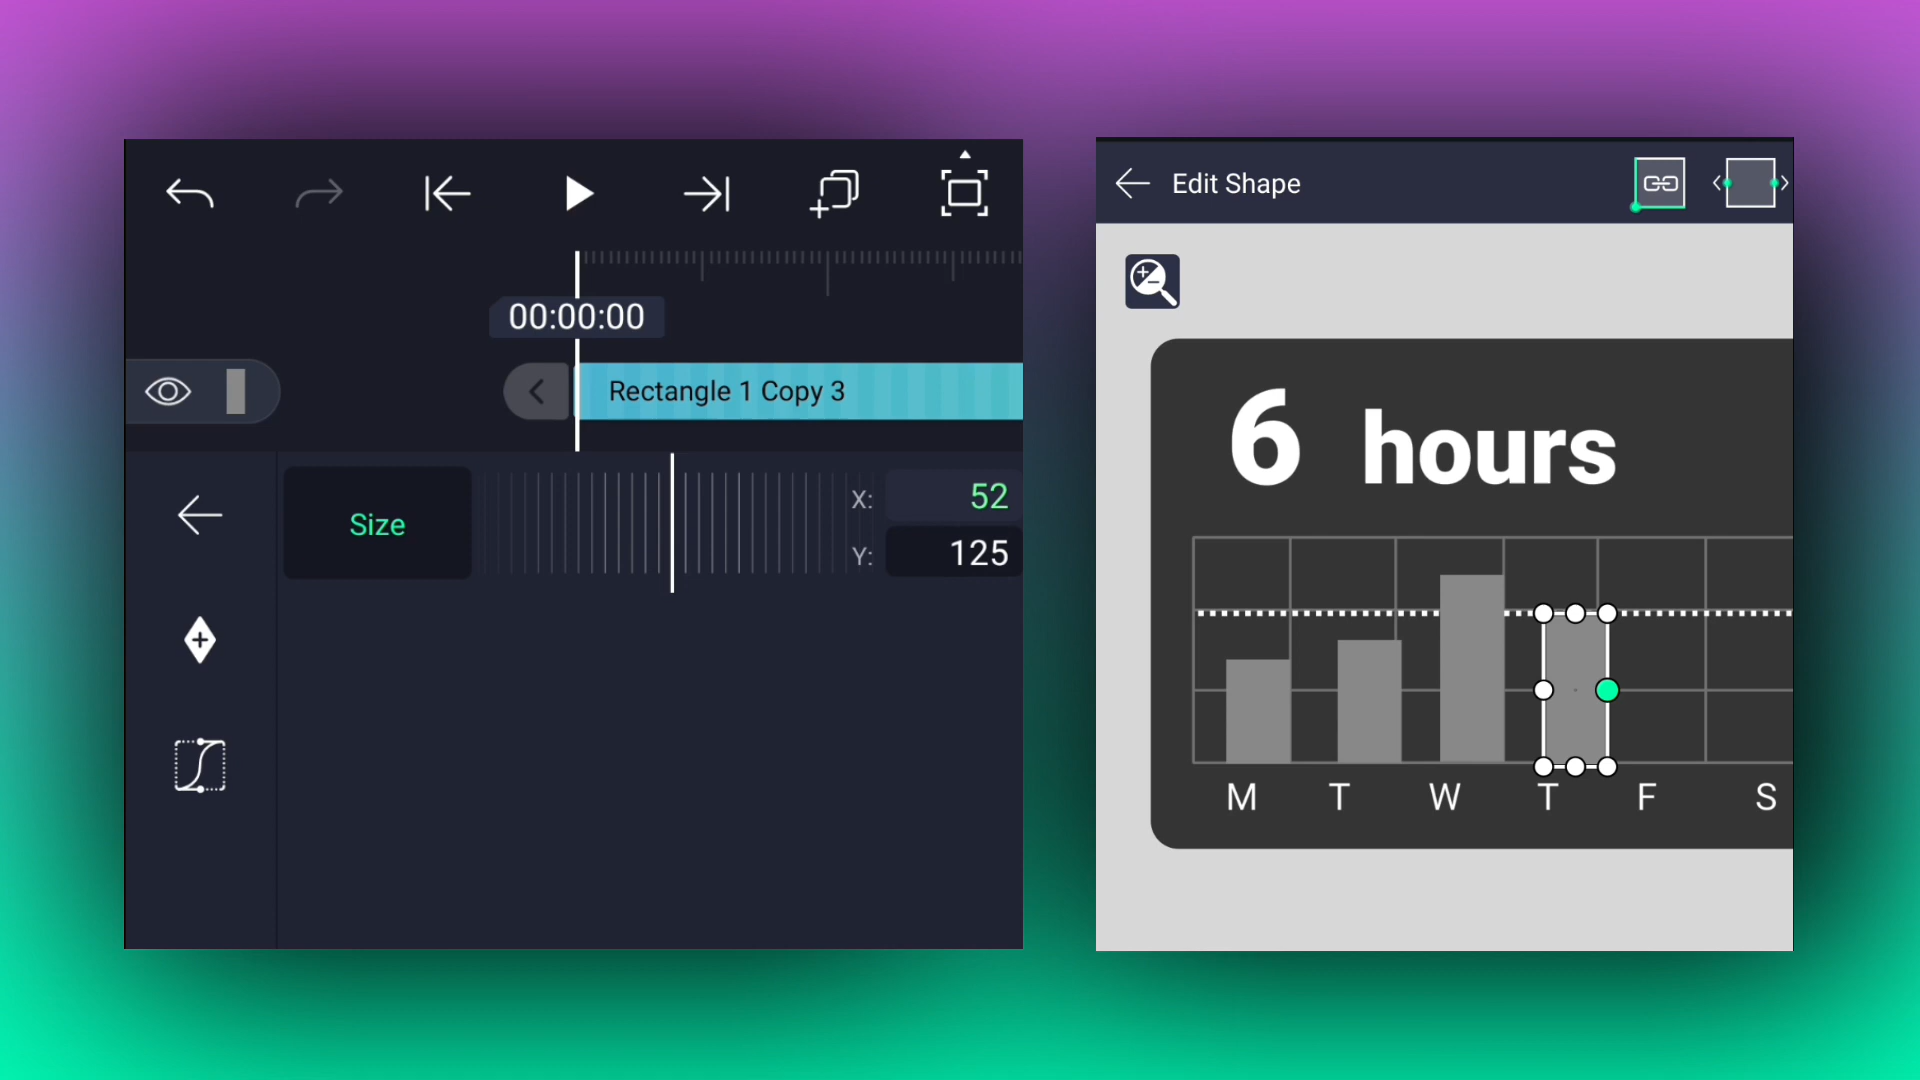 00:00:00
Rectangle 1 Copy 3
Size
X: 52
Y: 125
Edit Shape
6 hours
M T W T F S